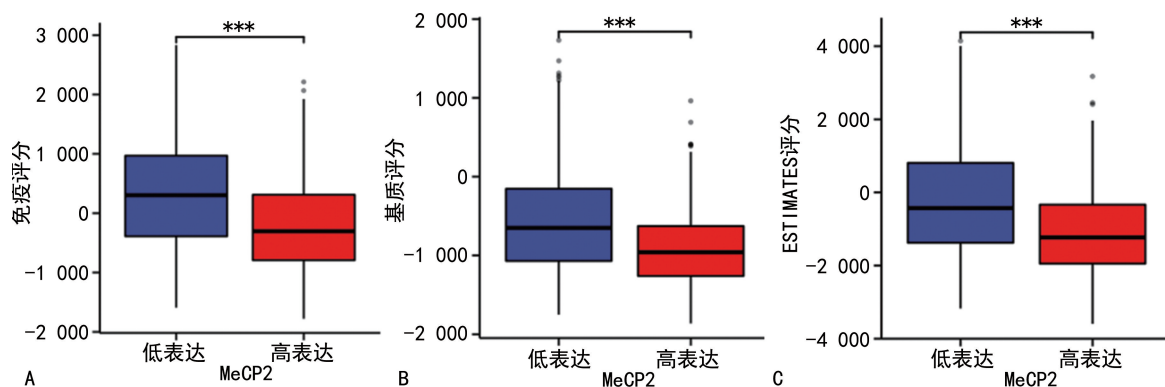 免疫评分
3 000
2 000
1 000
0
-1 000
-2 000
***
低表达
高表达
MeCP2
A
基质评分
2 000
1 000
0
-1 000
-2 000
***
低表达
高表达
MeCP2
B
ESTIMATES评分
4 000
2 000
0
-2 000
-4 000
***
低表达
高表达
MeCP2
C